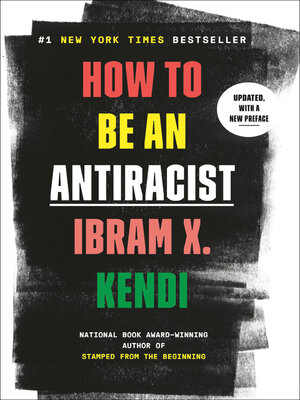 #1 NEW YORK TIMES BESTSELLER
HOW TO
BE AN
ANTIRACIST
IBRAM X.
KENDI
UPDATED,
WITH A
NEW PREFACE
NATIONAL BOOK AWARD–WINNING
AUTHOR OF
STAMPED FROM THE BEGINNING